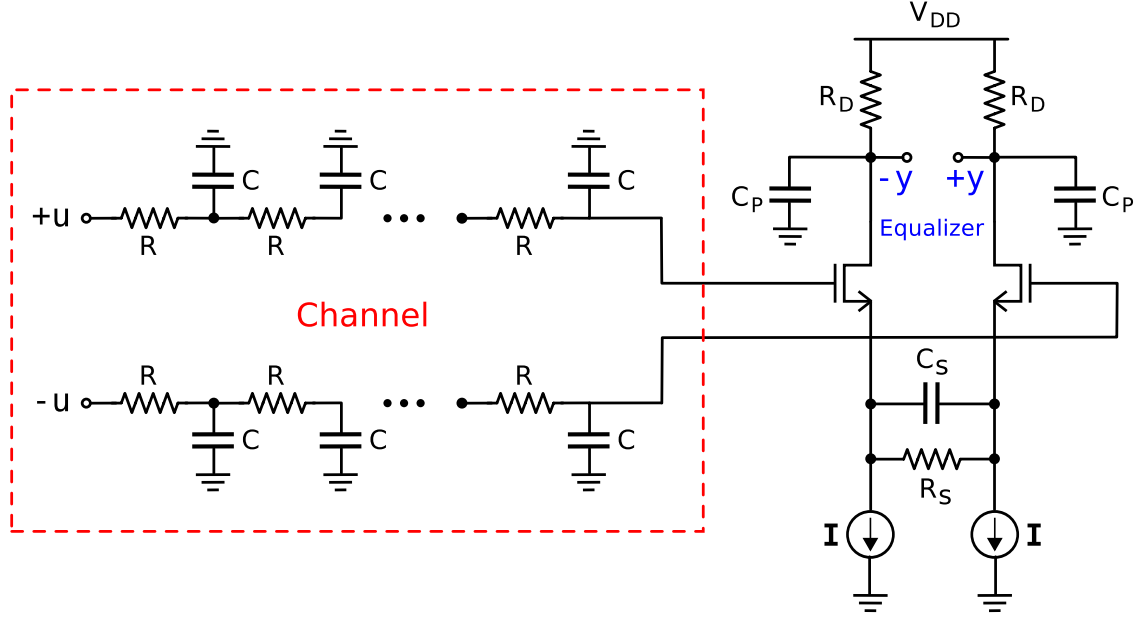 V_DD
R_D R_D
C C C
-y +y
C_P C_P
+u
R R R
Equalizer
Channel
R R R
C_S
-u
C C C
R_S
I I